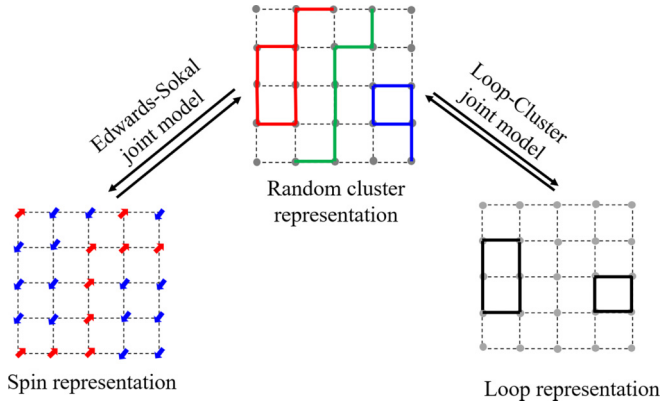 Edwards-Sokal
joint model
Loop-Cluster
joint model
Random cluster
representation
Spin representation
Loop representation